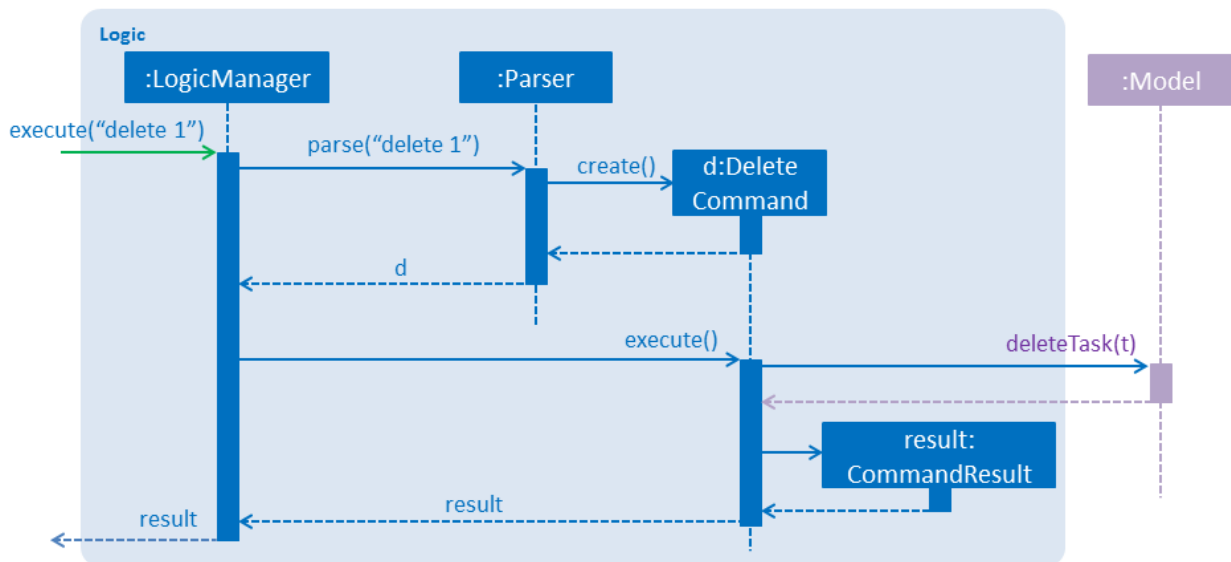 Logic
:LogicManager
:Parser
:Model
execute(“delete 1”)
parse(“delete 1”)
create()
d:Delete
Command
d
execute()
deleteTask(t)
result:
CommandResult
result
result